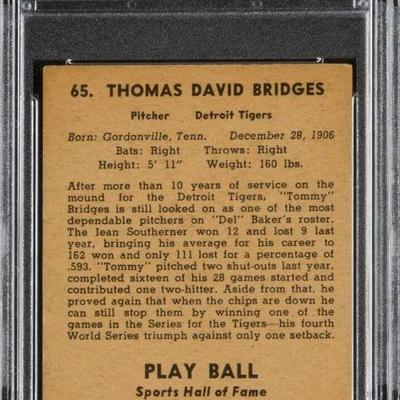 65. THOMAS DAVID BRIDGES
Pitcher Detroit Tigers
Born: Gordonville, Tenn. December 28, 1906
Bats: Right Throws: Right
Height: 5' 11" Weight: 160 lbs.
After more than 10 years of service on the
mound for the Detroit Tigers, "Tommy"
Bridges is still looked on as one of the most
dependable pitchers on "Del" Baker's roster.
The lean Southerner won 12 and lost 9 last
year, bringing his average for his career to
162 won and only 111 lost for a percentage of
.593. "Tommy" pitched two shut-outs last year,
completed sixteen of his 28 games started and
contributed one two-hitter. Aside from that, he
proved again that when the chips are down he
can still stop them by winning one of the
games in the Series for the Tigers—his fourth
World Series triumph against only one setback.
PLAY BALL
Sports Hall of Fame